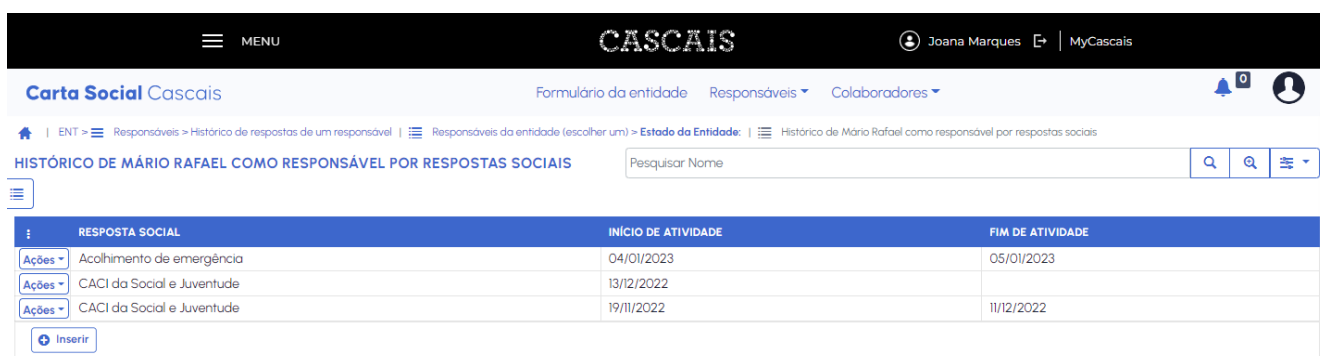 MENU CASCAIS Joana Marques MyCascais
Carta Social Cascais Formulário da entidade Responsáveis Colaboradores 0
| ENT > Responsáveis > Histórico de respostas de um responsável | Responsáveis da entidade (escolher um) > Estado da Entidade: | Histórico de Mário Rafael como responsável por respostas sociais
HISTÓRICO DE MÁRIO RAFAEL COMO RESPONSÁVEL POR RESPOSTAS SOCIAIS Pesquisar Nome
RESPOSTA SOCIAL INÍCIO DE ATIVIDADE FIM DE ATIVIDADE
Ações Acolhimento de emergência 04/01/2023 05/01/2023
Ações CACI da Social e Juventude 13/12/2022
Ações CACI da Social e Juventude 19/11/2022 11/12/2022
Inserir